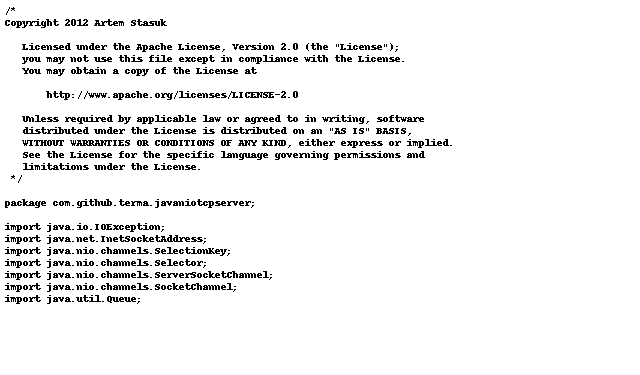 /*
Copyright 2012 Artem Stasuk

Licensed under the Apache License, Version 2.0 (the "License");
you may not use this file except in compliance with the License.
You may obtain a copy of the License at

http://www.apache.org/licenses/LICENSE-2.0

Unless required by applicable law or agreed to in writing, software
distributed under the License is distributed on an "AS IS" BASIS,
WITHOUT WARRANTIES OR CONDITIONS OF ANY KIND, either express or implied.
See the License for the specific language governing permissions and
limitations under the License.
*/

package com.github.terma.javaniotcpserver;

import java.io.IOException;
import java.net.InetSocketAddress;
import java.nio.channels.SelectionKey;
import java.nio.channels.Selector;
import java.nio.channels.ServerSocketChannel;
import java.nio.channels.SocketChannel;
import java.util.Queue;